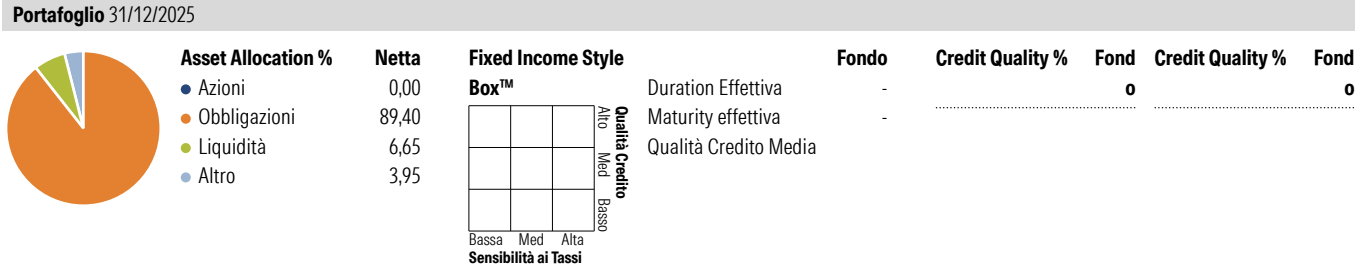 Portafoglio 31/12/2025
Asset Allocation % Netta
Azioni 0,00
Obbligazioni 89,40
Liquidità 6,65
Altro 3,95
Fixed Income Style
Box™
Alto Med Basso
Qualità Credito
Bassa Med Alta
Sensibilità ai Tassi
Fondo
Duration Effettiva -
Maturity effettiva -
Qualità Credito Media
Credit Quality % Fond
o
Credit Quality % Fond
o